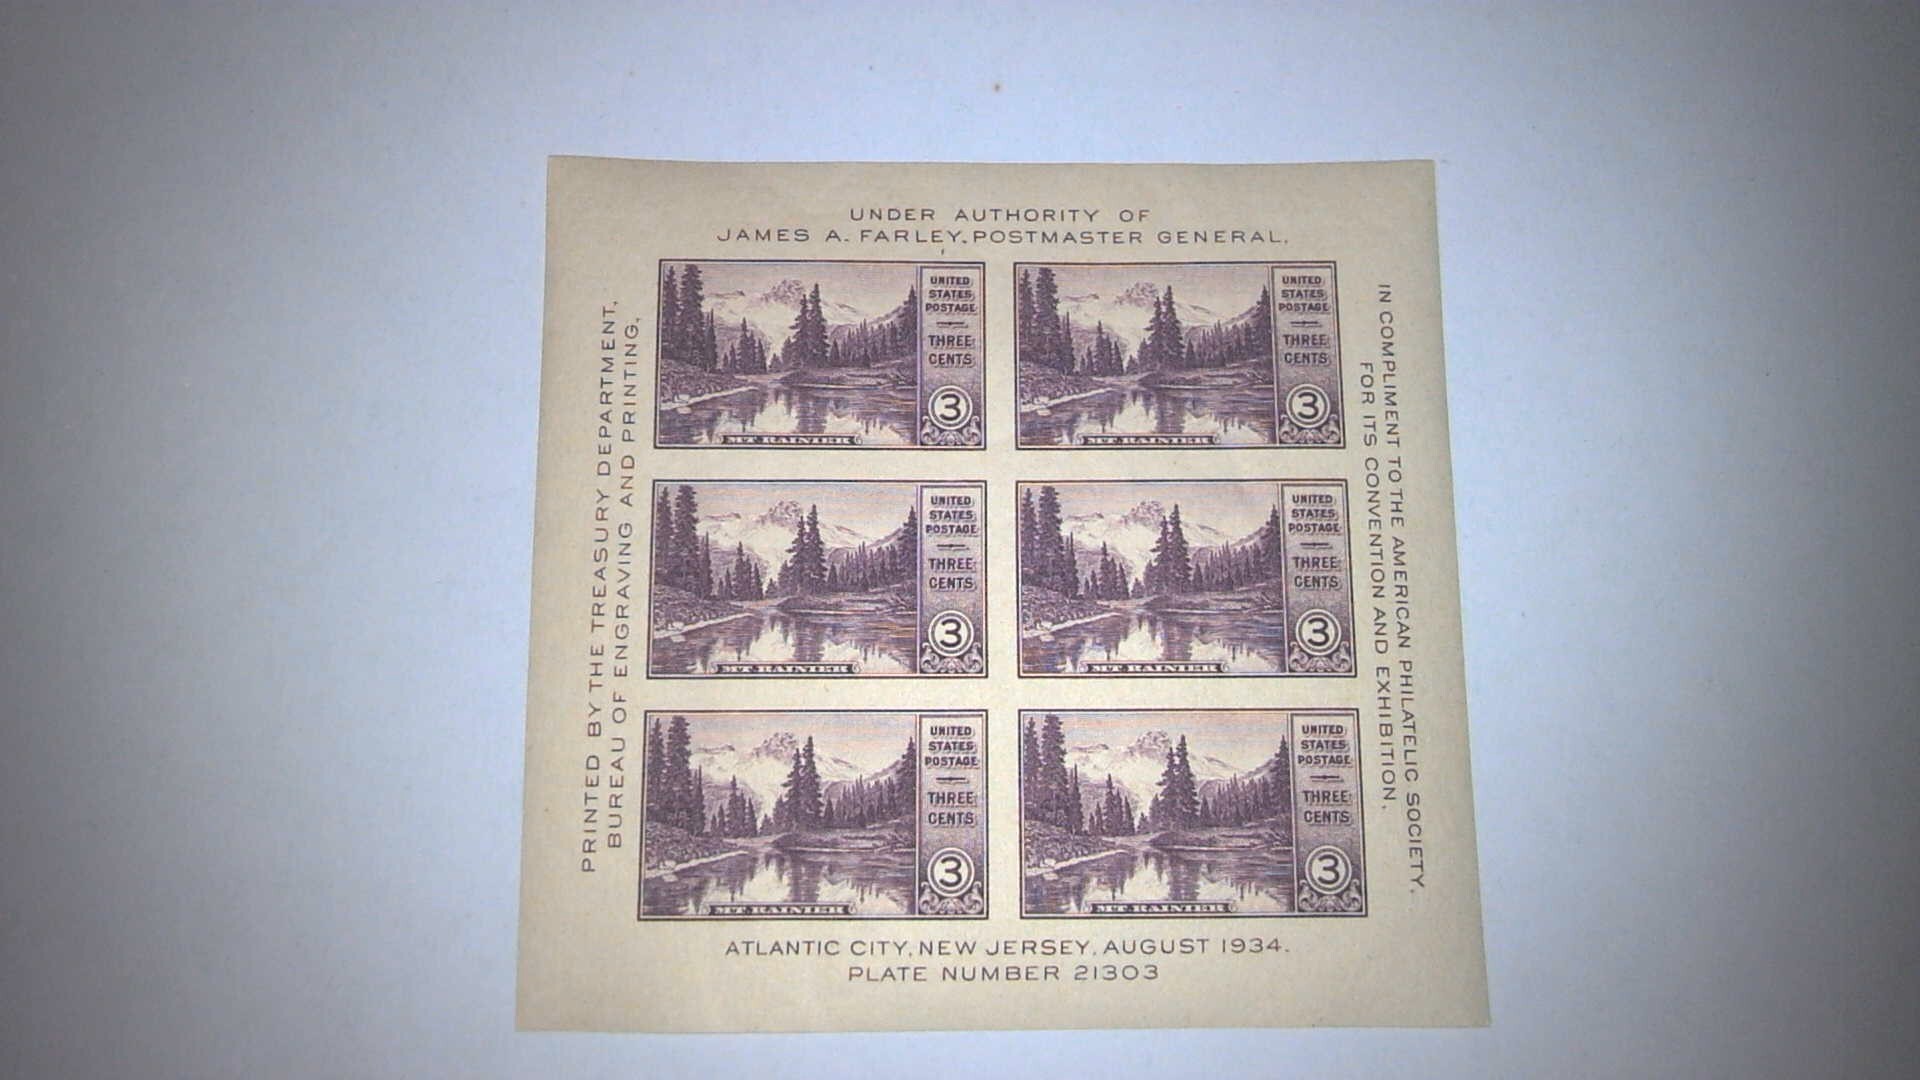 UNDER AUTHORITY OF
JAMES A. FARLEY, POSTMASTER GENERAL.
PRINTED BY THE TREASURY DEPARTMENT,
BUREAU OF ENGRAVING AND PRINTING,
UNITED
STATES
POSTAGE
THREE
CENTS
3
MT. RAINIER
UNITED
STATES
POSTAGE
THREE
CENTS
3
MT. RAINIER
UNITED
STATES
POSTAGE
THREE
CENTS
3
MT. RAINIER
UNITED
STATES
POSTAGE
THREE
CENTS
3
MT. RAINIER
UNITED
STATES
POSTAGE
THREE
CENTS
3
MT. RAINIER
UNITED
STATES
POSTAGE
THREE
CENTS
3
MT. RAINIER
IN COMPLIMENT TO THE AMERICAN PHILATELIC SOCIETY.
FOR ITS CONVENTION AND EXHIBITION.
ATLANTIC CITY, NEW JERSEY, AUGUST 1934.
PLATE NUMBER 21303